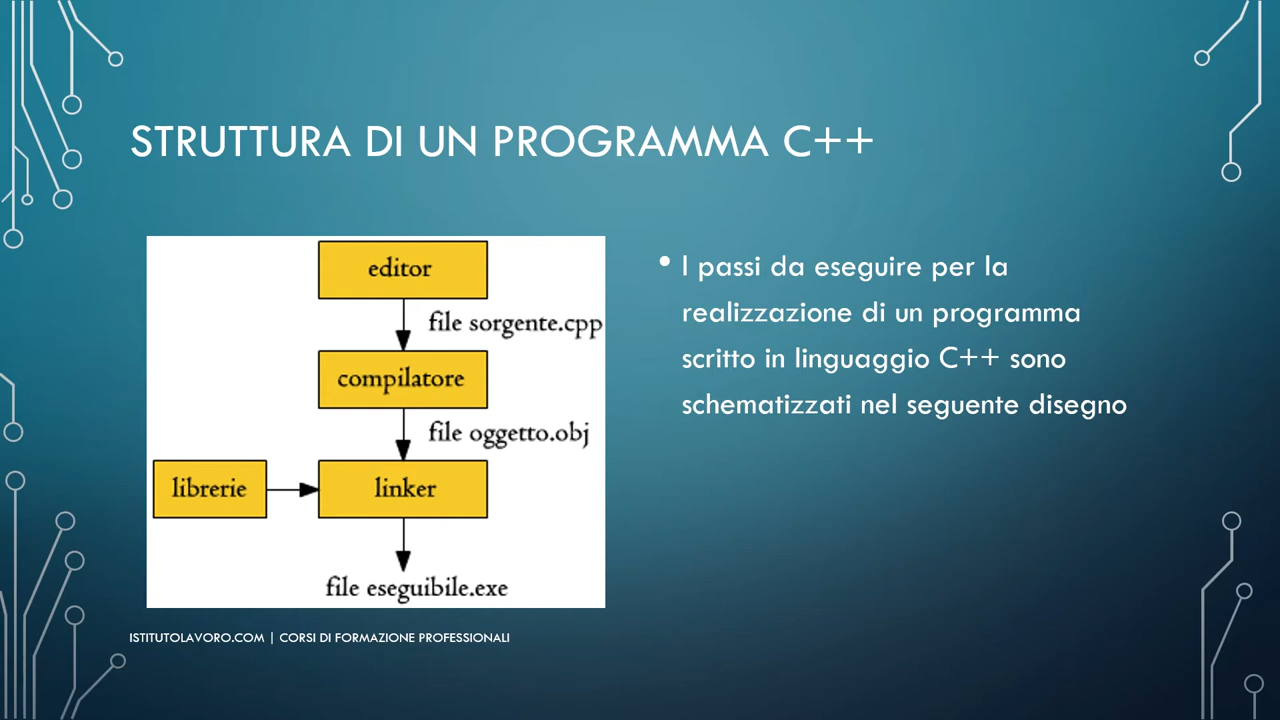 STRUTTURA DI UN PROGRAMMA C++
editor
file sorgente.cpp
compilatore
file oggetto.obj
librerie
linker
file eseguibile.exe
• I passi da eseguire per la
realizzazione di un programma
scritto in linguaggio C++ sono
schematizzati nel seguente disegno
ISTITUTOLAVORO.COM | CORSI DI FORMAZIONE PROFESSIONALI